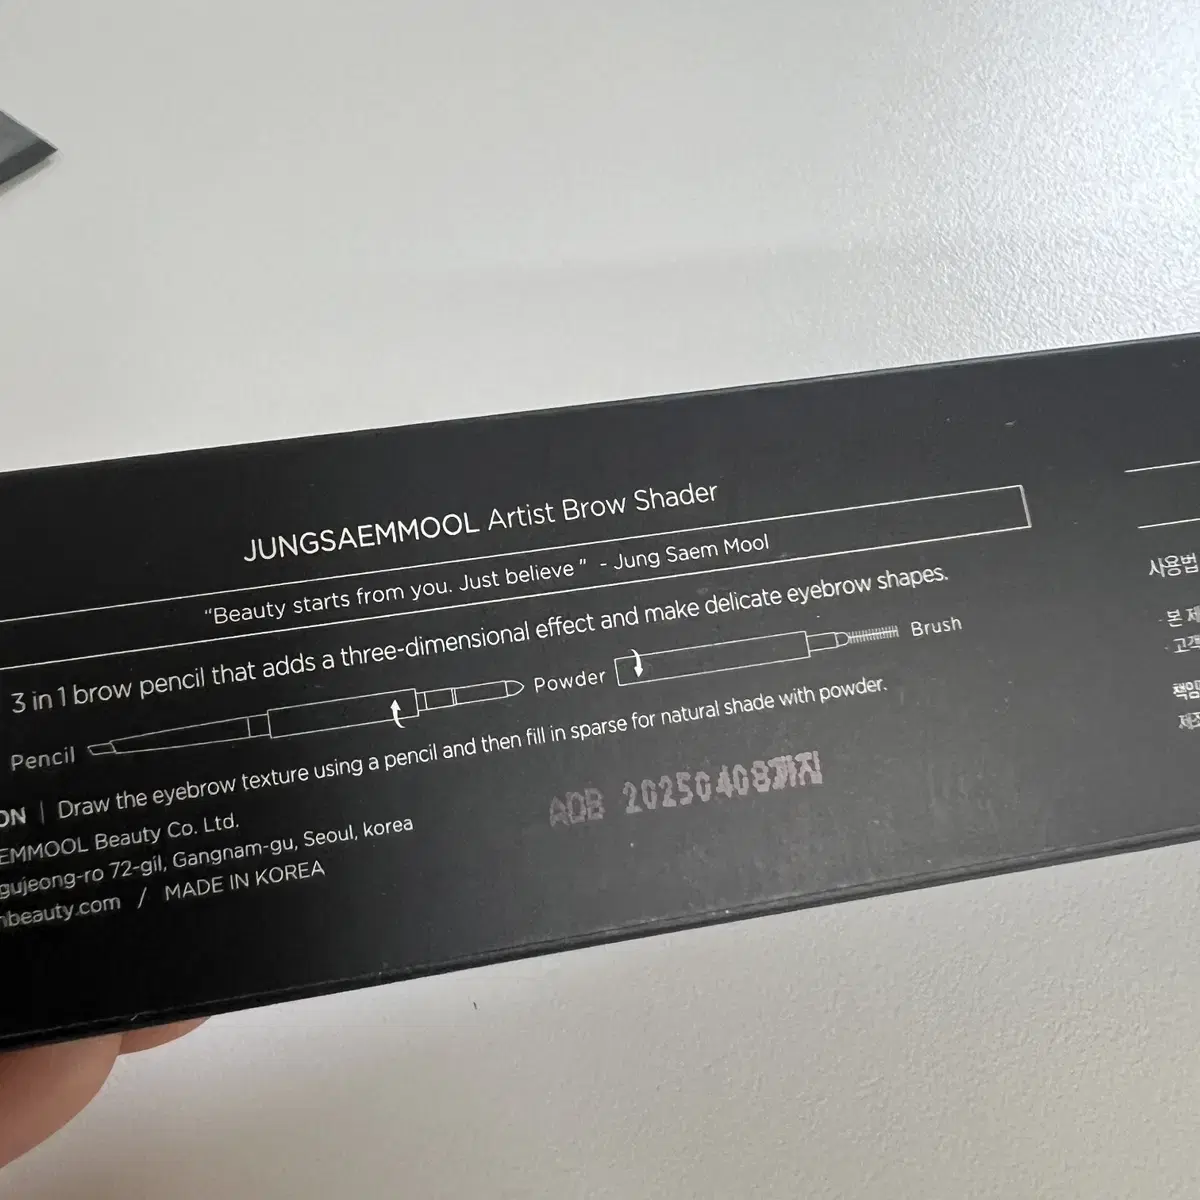 JUNGSAEMMOOL Artist Brow Shader
“Beauty starts from you. Just believe” - Jung Saem Mool
3 in 1 brow pencil that adds a three-dimensional effect and make delicate eyebrow shapes.
Pencil
Powder
Brush
ON | Draw the eyebrow texture using a pencil and then fill in sparse for natural shade with powder.
EMMOOL Beauty Co. Ltd.
gujeong-ro 72-gil, Gangnam-gu, Seoul, korea
nbeauty.com / MADE IN KOREA
20250408까지
사용법
· 본 제